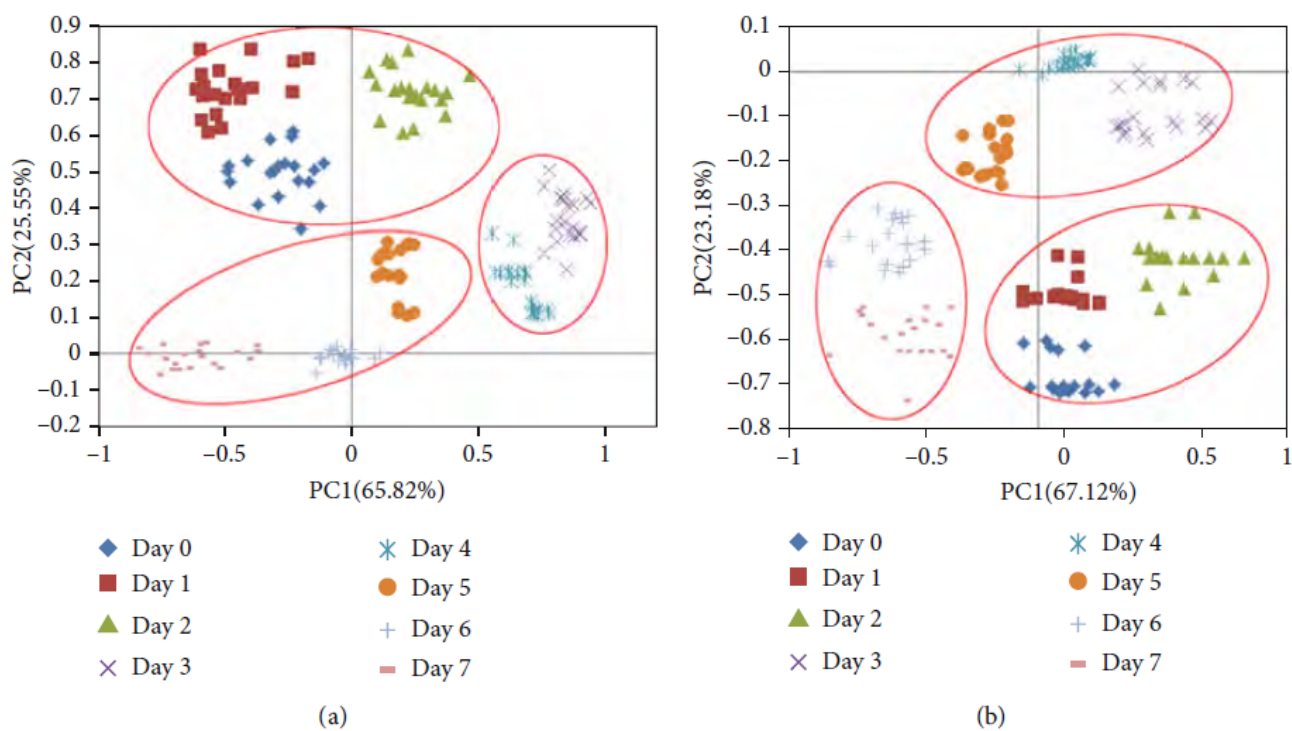 0.9
0.8
0.7
0.6
0.5
0.4
0.3
0.2
0.1
0
−0.1
−0.2
PC2(25.55%)
−1 −0.5 0 0.5 1
PC1(65.82%)
Day 0 Day 4
Day 1 Day 5
Day 2 Day 6
Day 3 Day 7
(a)
0.1
0
−0.1
−0.2
−0.3
−0.4
−0.5
−0.6
−0.7
−0.8
PC2(23.18%)
−1 −0.5 0 0.5 1
PC1(67.12%)
Day 0 Day 4
Day 1 Day 5
Day 2 Day 6
Day 3 Day 7
(b)